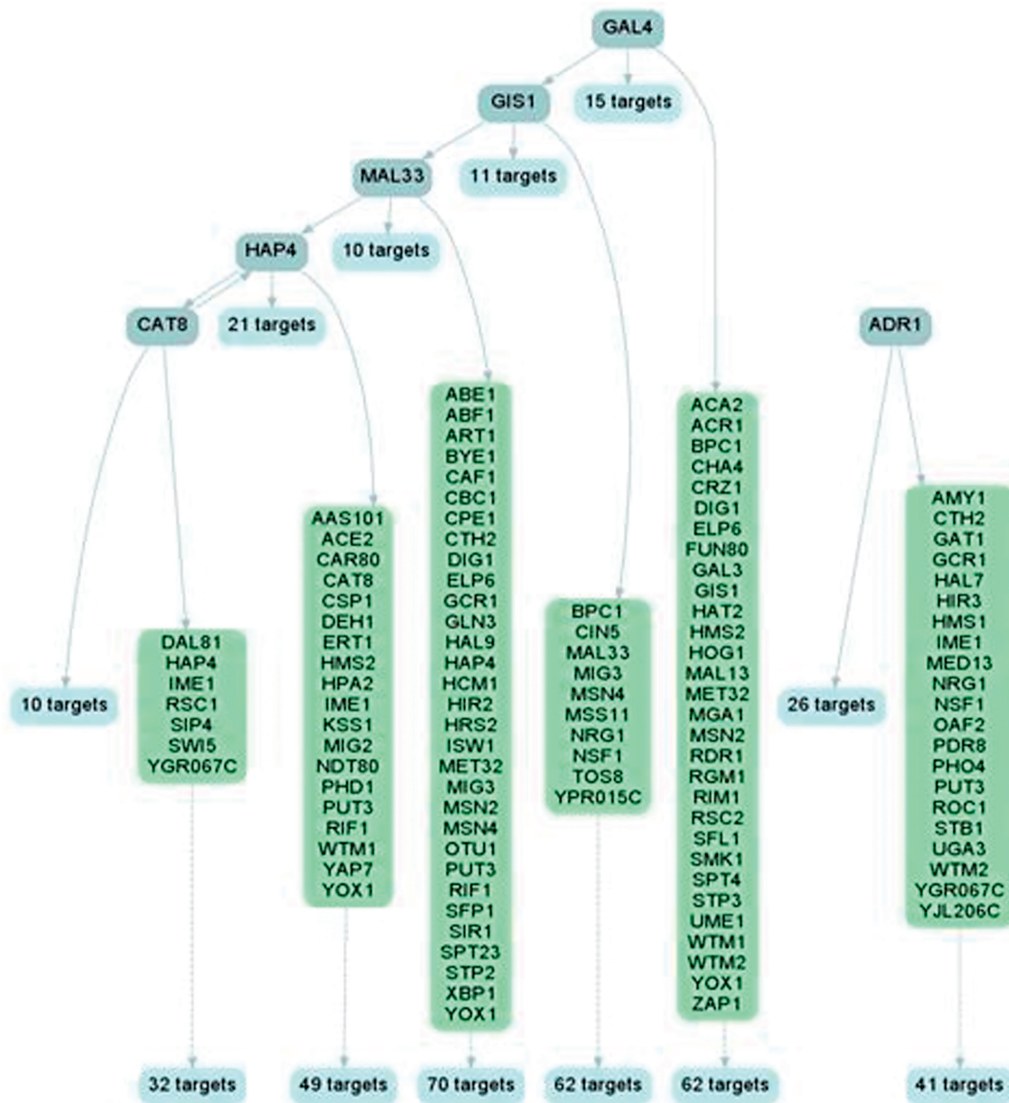 GAL4
GIS1
15 targets
MAL33
11 targets
HAP4
10 targets
CAT8
21 targets
ADR1
10 targets
DAL81
HAP4
IME1
RSC1
SIP4
SWI5
YGR067C
AAS101
ACE2
CAR80
CAT8
CSP1
DEH1
ERT1
HMS2
HPA2
IME1
KSS1
MIG2
NDT80
PHD1
PUT3
RIF1
WTM1
YAP7
YOX1
ABE1
ABF1
ART1
BYE1
CAF1
CBC1
CPE1
CTH2
DIG1
ELP6
GCR1
GLN3
HAL9
HAP4
HCM1
HIR2
HRS2
ISW1
MET32
MIG3
MSN2
MSN4
OTU1
PUT3
RIF1
SFP1
SIR1
SPT23
STP2
XBP1
YOX1
BPC1
CIN5
MAL33
MIG3
MSN4
MSS11
NRG1
NSF1
TOS8
YPR015C
ACA2
ACR1
BPC1
CHA4
CRZ1
DIG1
ELP6
FUN80
GAL3
GIS1
HAT2
HMS2
HOG1
MAL13
MET32
MGA1
MSN2
RDR1
RGM1
RIM1
RSC2
SFL1
SMK1
SPT4
STP3
UME1
WTM1
WTM2
YOX1
ZAP1
26 targets
AMY1
CTH2
GAT1
GCR1
HAL7
HIR3
HMS1
IME1
MED13
NRG1
NSF1
OAF2
PDR8
PHO4
PUT3
ROC1
STB1
UGA3
WTM2
YGR067C
YJL206C
32 targets
49 targets
70 targets
62 targets
62 targets
41 targets